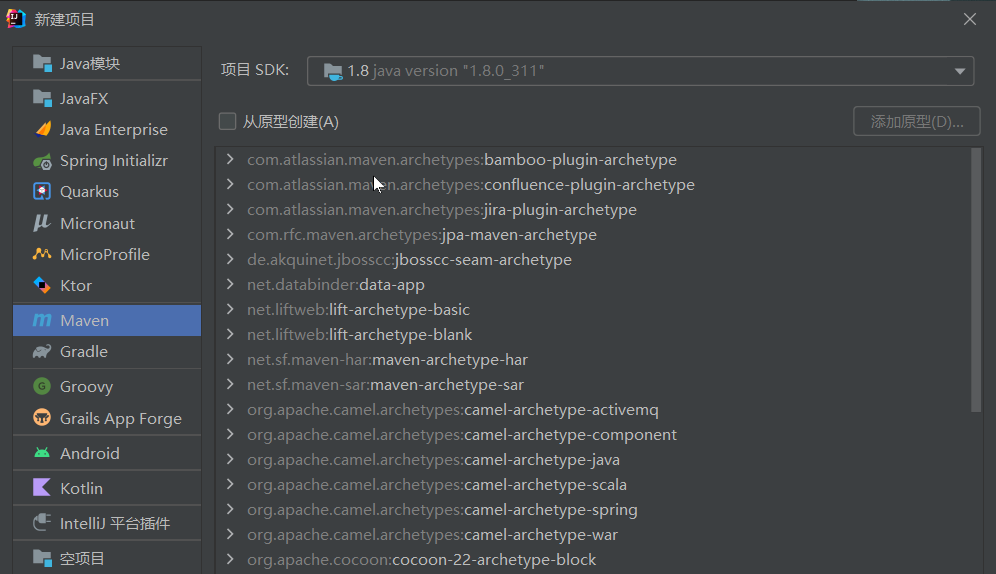 新建项目
Java模块
JavaFX
Java Enterprise
Spring Initializr
Quarkus
Micronaut
MicroProfile
Ktor
Maven
Gradle
Groovy
Grails App Forge
Android
Kotlin
IntelliJ 平台插件
空项目
项目 SDK: 1.8 java version "1.8.0_311"
从原型创建(A) 添加原型(D)...
com.atlassian.maven.archetypes:bamboo-plugin-archetype
com.atlassian.maven.archetypes:confluence-plugin-archetype
com.atlassian.maven.archetypes:jira-plugin-archetype
com.rfc.maven.archetypes:jpa-maven-archetype
de.akquinet.jbosscc:jbosscc-seam-archetype
net.databinder:data-app
net.liftweb:lift-archetype-basic
net.liftweb:lift-archetype-blank
net.sf.maven-har:maven-archetype-har
net.sf.maven-sar:maven-archetype-sar
org.apache.camel.archetypes:camel-archetype-activemq
org.apache.camel.archetypes:camel-archetype-component
org.apache.camel.archetypes:camel-archetype-java
org.apache.camel.archetypes:camel-archetype-scala
org.apache.camel.archetypes:camel-archetype-spring
org.apache.camel.archetypes:camel-archetype-war
org.apache.cocoon:cocoon-22-archetype-block